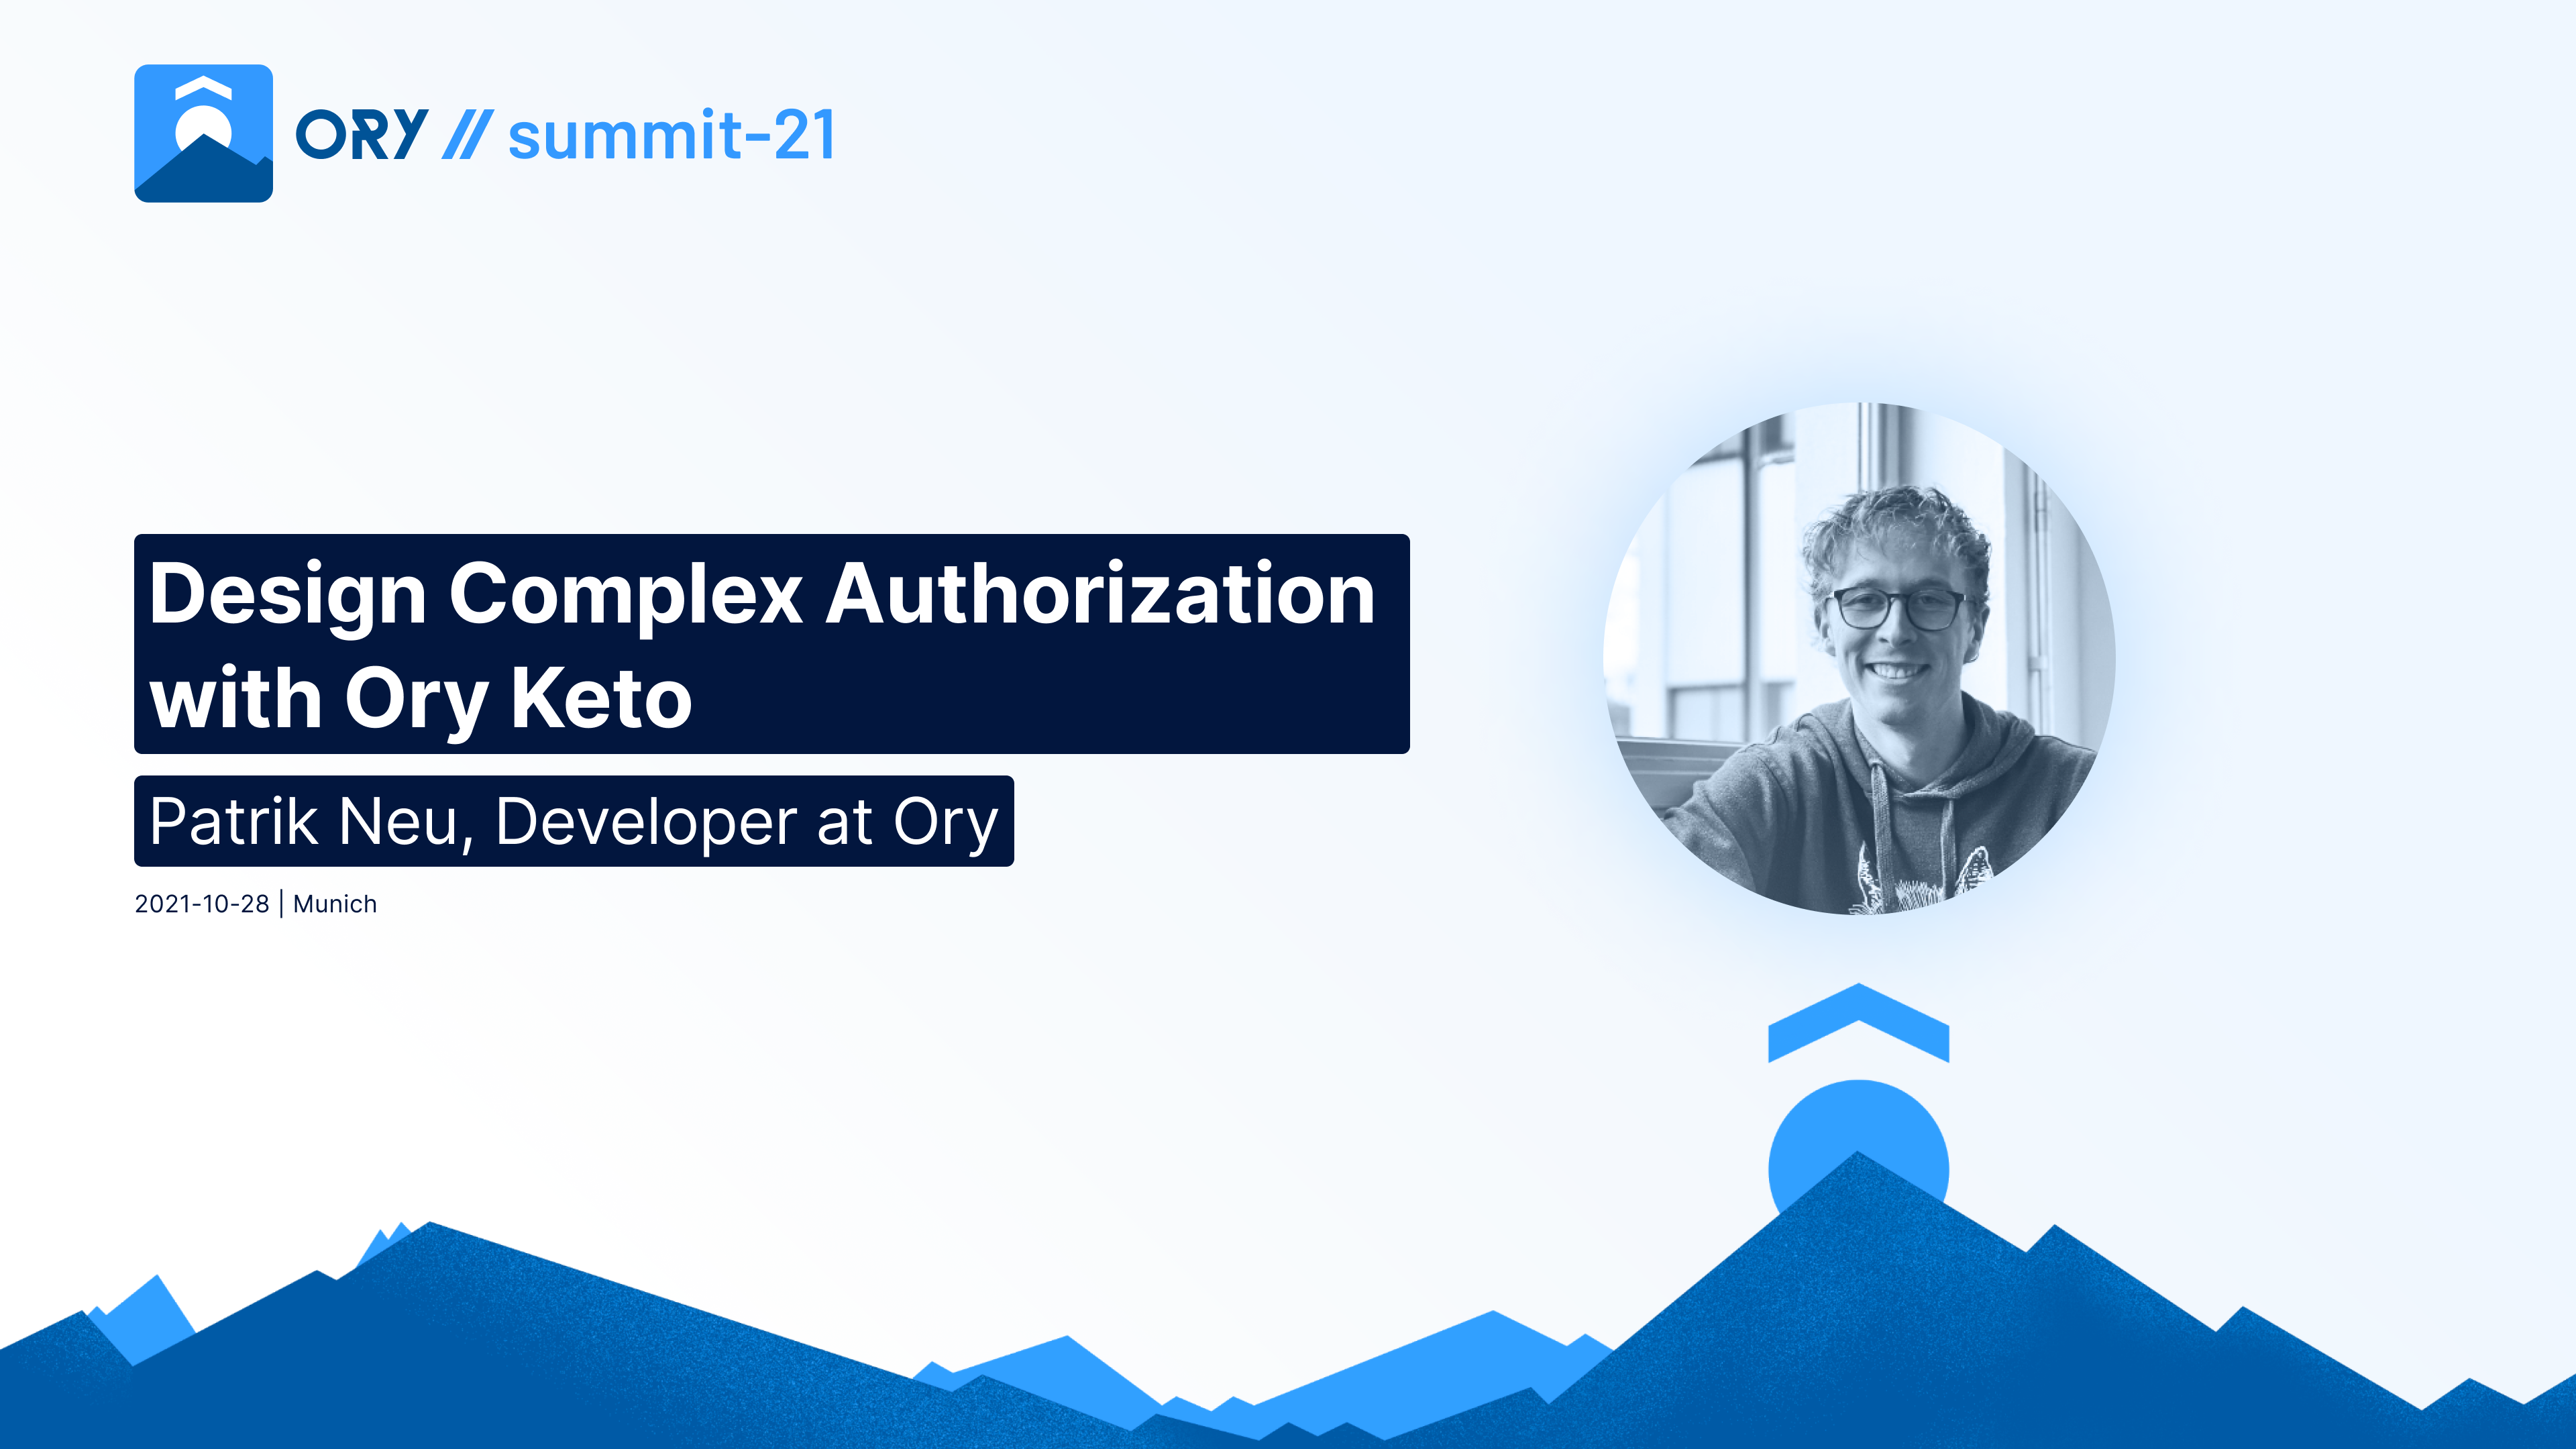 ORY // summit-21
Design Complex Authorization
with Ory Keto
Patrik Neu, Developer at Ory
2021-10-28 | Munich